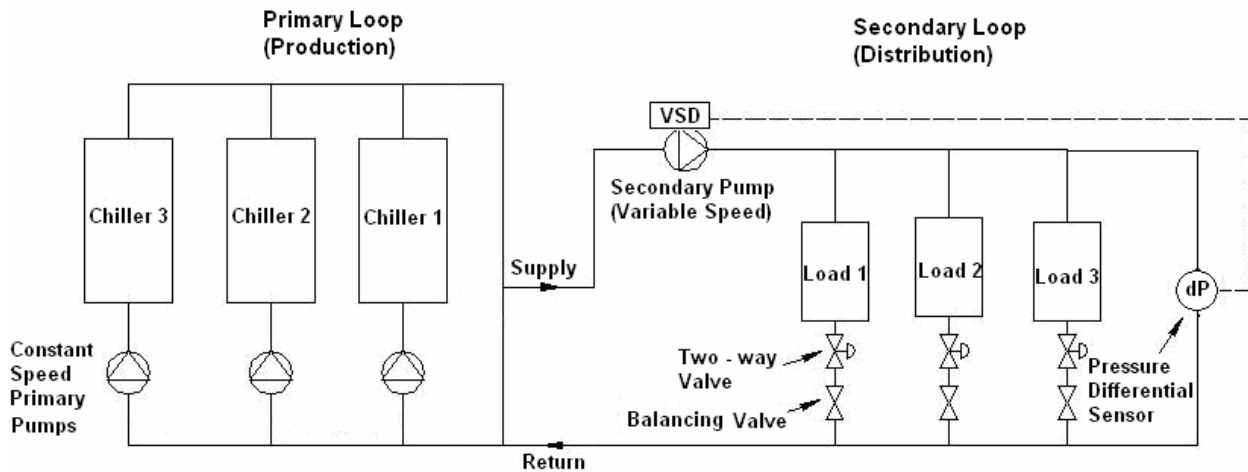 Primary Loop
(Production)
Secondary Loop
(Distribution)
VSD
Chiller 3
Chiller 2
Chiller 1
Secondary Pump
(Variable Speed)
Supply
Load 1
Load 2
Load 3
dP
Constant
Speed
Primary
Pumps
Two - way
Valve
Balancing Valve
Pressure
Differential
Sensor
Return